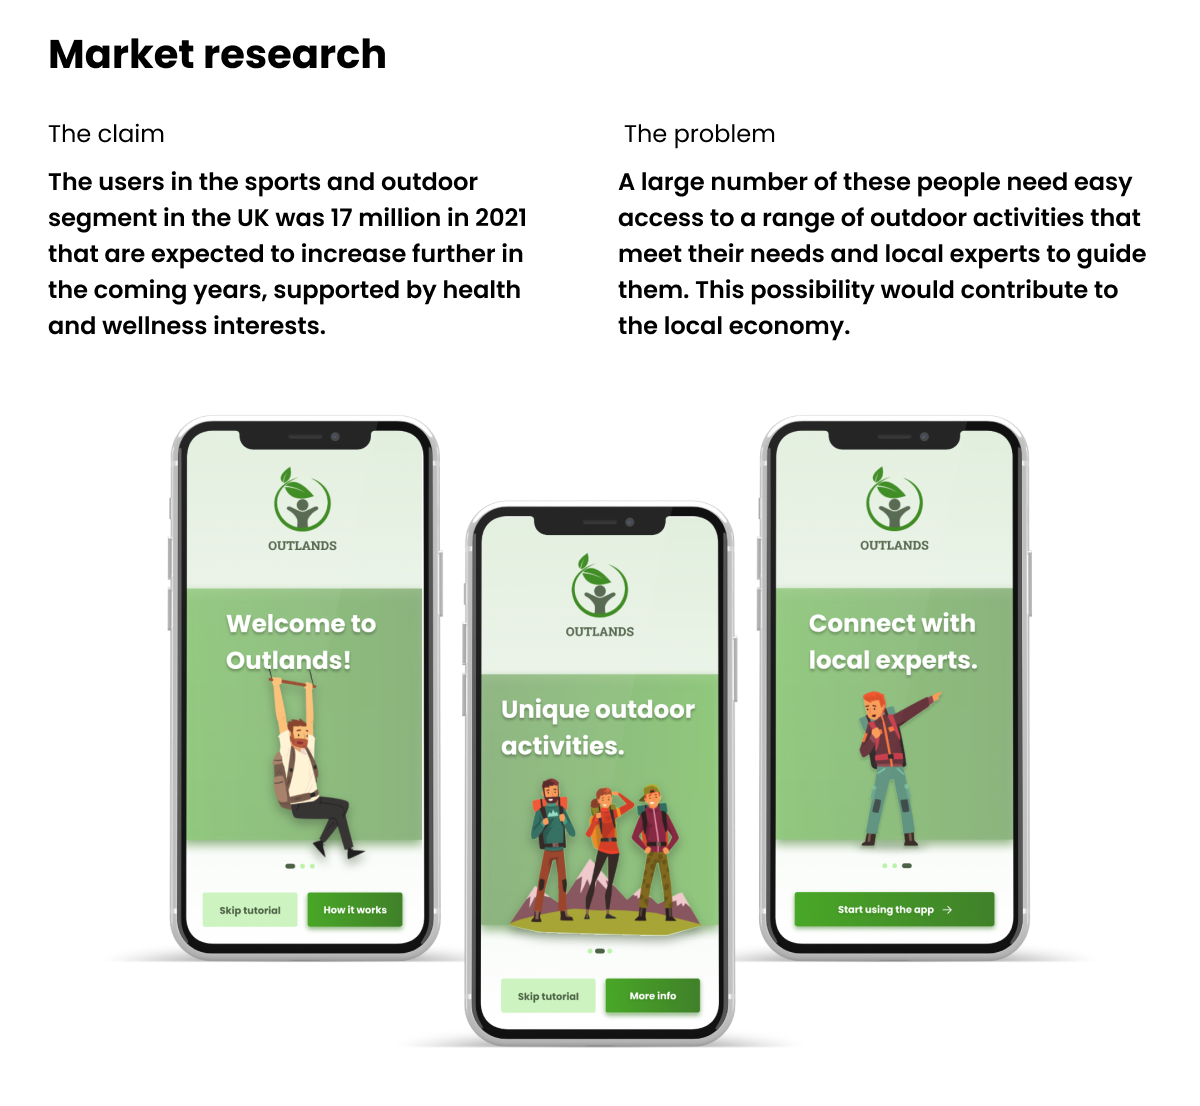 Market research
The claim
The users in the sports and outdoor
segment in the UK was 17 million in 2021
that are expected to increase further in
the coming years, supported by health
and wellness interests.
The problem
A large number of these people need easy
access to a range of outdoor activities that
meet their needs and local experts to guide
them. This possibility would contribute to
the local economy.
OUTLANDS
Welcome to
Outlands!
Skip tutorial
How it works
OUTLANDS
Unique outdoor
activities.
Skip tutorial
More info
OUTLANDS
Connect with
local experts.
Start using the app →